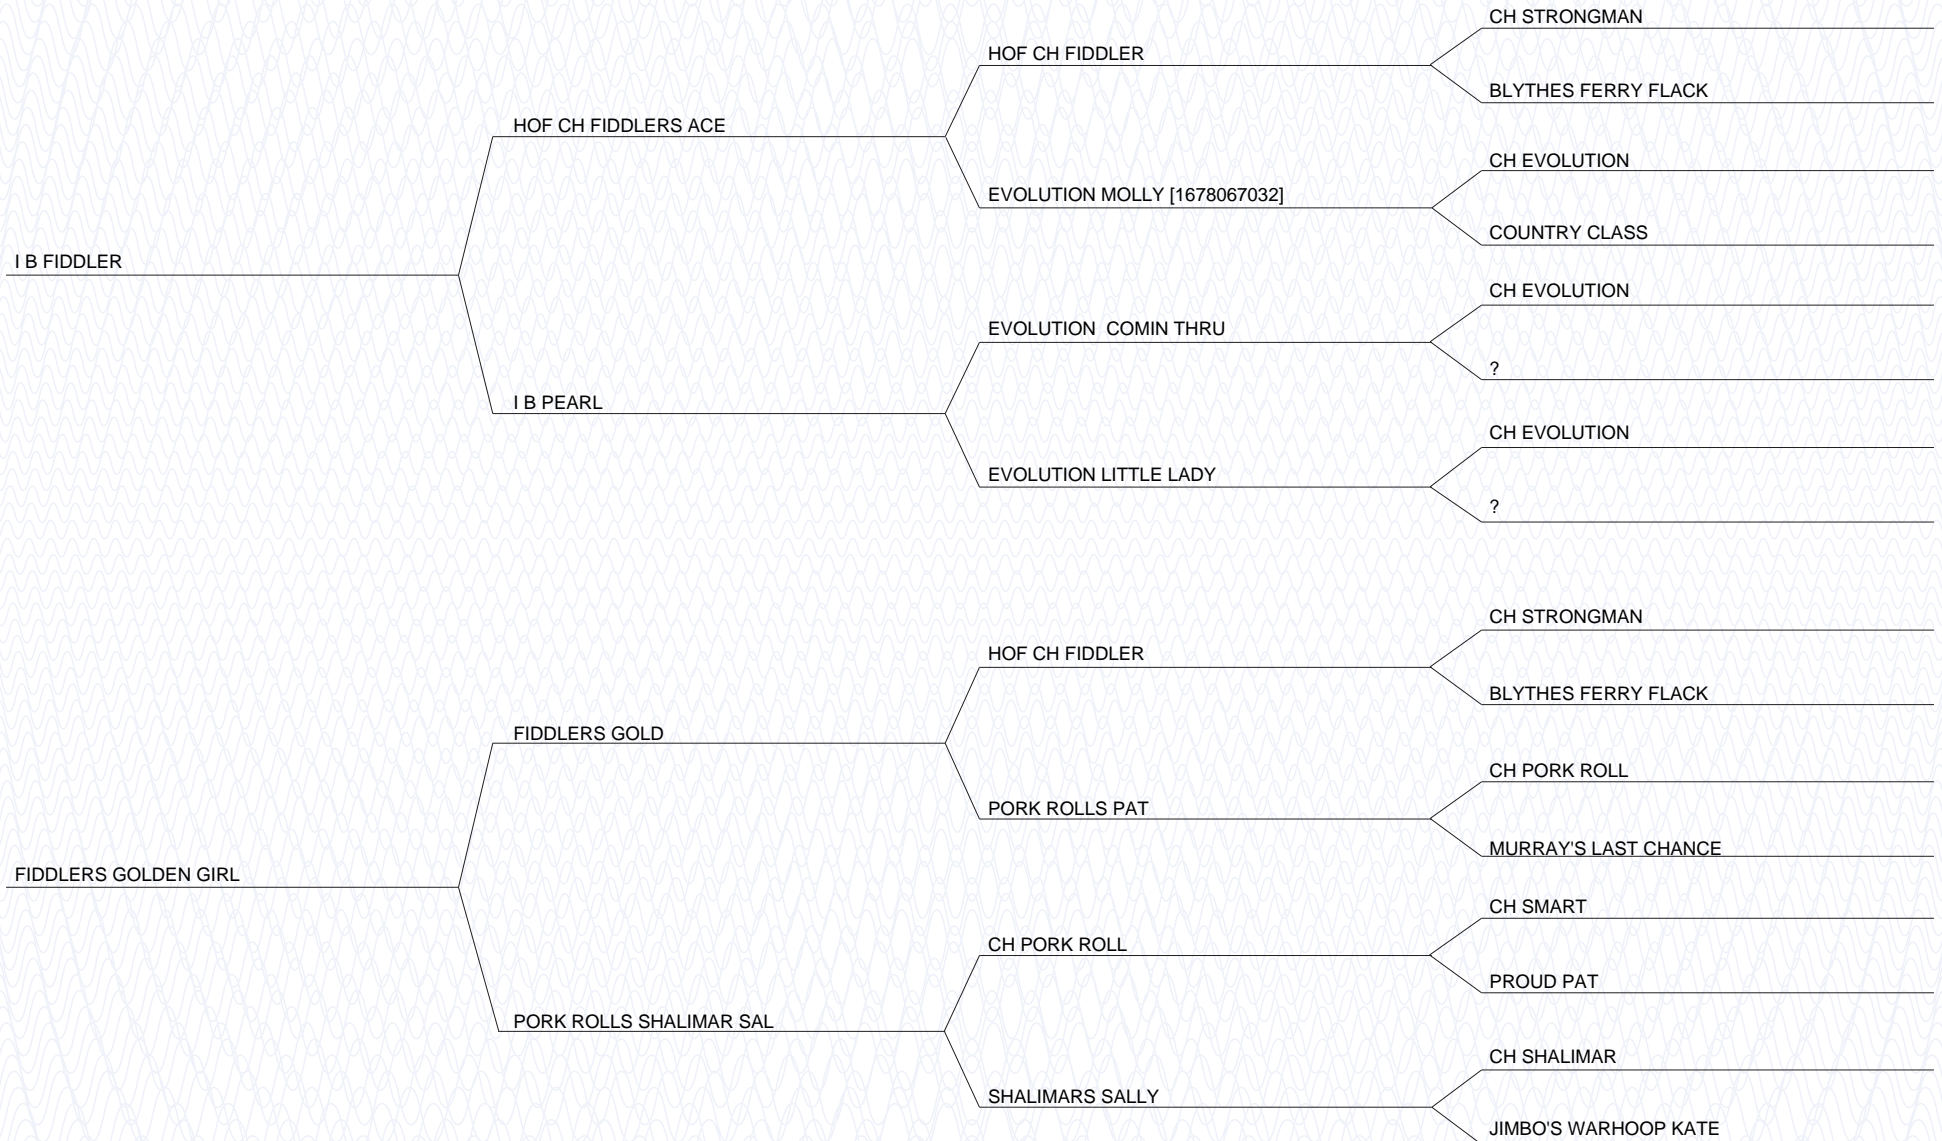 CH STRONGMAN
HOF CH FIDDLER
BLYTHES FERRY FLACK
HOF CH FIDDLERS ACE
CH EVOLUTION
EVOLUTION MOLLY [1678067032]
COUNTRY CLASS
I B FIDDLER
CH EVOLUTION
EVOLUTION  COMIN THRU
?
I B PEARL
CH EVOLUTION
EVOLUTION LITTLE LADY
?
CH STRONGMAN
HOF CH FIDDLER
BLYTHES FERRY FLACK
FIDDLERS GOLD
CH PORK ROLL
PORK ROLLS PAT
MURRAY'S LAST CHANCE
FIDDLERS GOLDEN GIRL
CH SMART
CH PORK ROLL
PROUD PAT
PORK ROLLS SHALIMAR SAL
CH SHALIMAR
SHALIMARS SALLY
JIMBO'S WARHOOP KATE